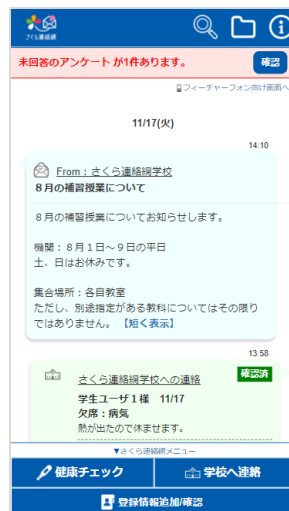 さくら連絡網
未回答のアンケート が1件あります。
確認
フィーチャーフォン向け画面へ
11/17(火)
14:10
From：さくら連絡網学校
８月の補習授業について
８月の補習授業についてお知らせします。
機関：８月１日～９日の平日
土、日はお休みです。
集合場所：各自教室
ただし、別途指定がある教科についてはその限りではありません。【短く表示】
13:58
さくら連絡網学校への連絡
確認済
学生ユーザ１様　11/17
欠席：病気
熱が出たので休ませます。
▼さくら連絡網メニュー
健康チェック
学校へ連絡
登録情報追加/確認